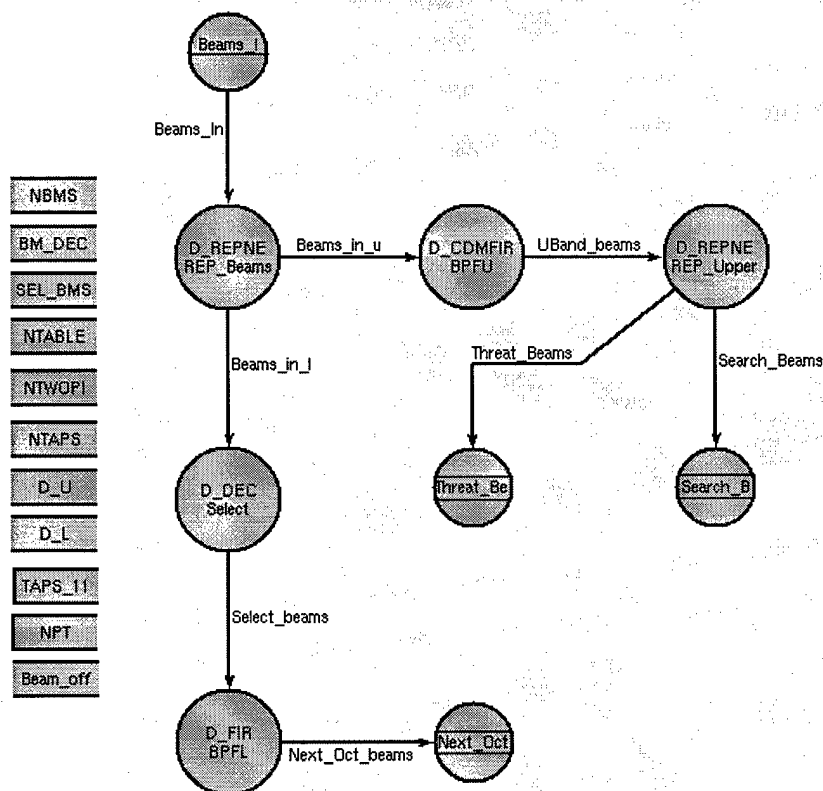 Beams_I
Beams_In
NBMS
BM_DEC
SEL_BMS
NTABLE
NTWOPI
NTAPS
D_U
D_L
TAPS_11
NPT
Beam_off
D_REPNE
REP_Beams
Beams_in_u
D_CDMFIR
BPFU
UBand_beams
D_REPNE
REP_Upper
Beams_in_l
Threat_Beams
Search_Beams
D_DEC
Select
Threat_Be
Search_B
Select_beams
D_FIR
BPFL
Next_Oct_beams
Next_Oct